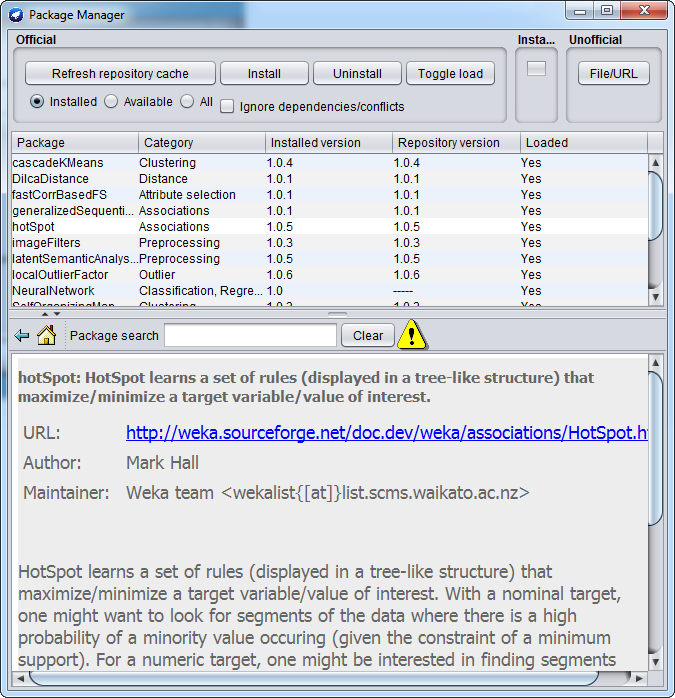 Package Manager
Official Insta... Unofficial
Refresh repository cache Install Uninstall Toggle load File/URL
Installed Available All Ignore dependencies/conflicts
Package Category Installed version Repository version Loaded
cascadeKMeans Clustering 1.0.4 1.0.4 Yes
DilcaDistance Distance 1.0.1 1.0.1 Yes
fastCorrBasedFS Attribute selection 1.0.1 1.0.1 Yes
generalizedSequenti... Associations 1.0.1 1.0.1 Yes
hotSpot Associations 1.0.5 1.0.5 Yes
imageFilters Preprocessing 1.0.3 1.0.3 Yes
latentSemanticAnalys... Preprocessing 1.0.5 1.0.5 Yes
localOutlierFactor Outlier 1.0.6 1.0.6 Yes
NeuralNetwork Classification, Regre... 1.0 ----- Yes
SelfOrganizingMap Clustering 1.0.2 1.0.2 Yes
Package search Clear
hotSpot: HotSpot learns a set of rules (displayed in a tree-like structure) that
maximize/minimize a target variable/value of interest.
URL: http://weka.sourceforge.net/doc.dev/weka/associations/HotSpot.h
Author: Mark Hall
Maintainer: Weka team <wekalist{[at]}list.scms.waikato.ac.nz>
HotSpot learns a set of rules (displayed in a tree-like structure) that
maximize/minimize a target variable/value of interest. With a nominal target,
one might want to look for segments of the data where there is a high
probability of a minority value occuring (given the constraint of a minimum
support). For a numeric target, one might be interested in finding segments